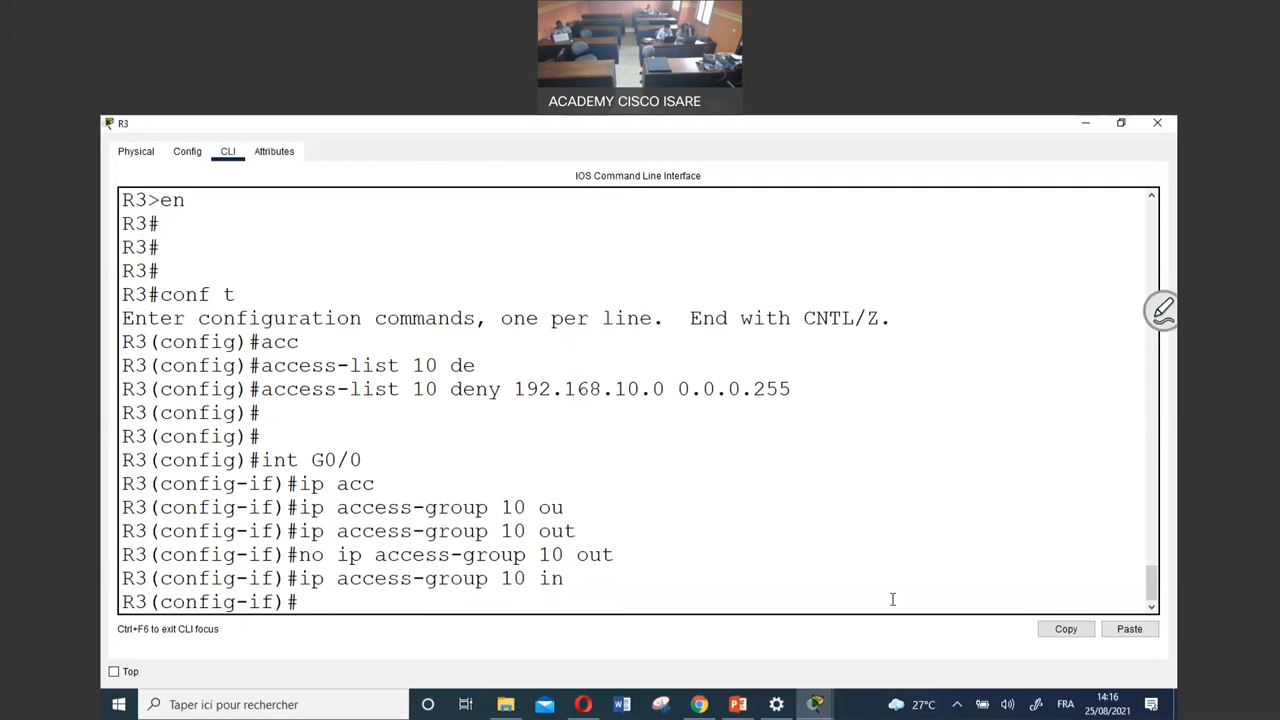 ACADEMY CISCO ISARE
R3
Physical Config CLI Attributes
IOS Command Line Interface
R3>en
R3#
R3#
R3#
R3#conf t
Enter configuration commands, one per line.  End with CNTL/Z.
R3(config)#acc
R3(config)#access-list 10 de
R3(config)#access-list 10 deny 192.168.10.0 0.0.0.255
R3(config)#
R3(config)#
R3(config)#int G0/0
R3(config-if)#ip acc
R3(config-if)#ip access-group 10 ou
R3(config-if)#ip access-group 10 out
R3(config-if)#no ip access-group 10 out
R3(config-if)#ip access-group 10 in
R3(config-if)#
Ctrl+F6 to exit CLI focus
Copy Paste
Top
Taper ici pour rechercher
27°C
FRA
14:16
25/08/2021